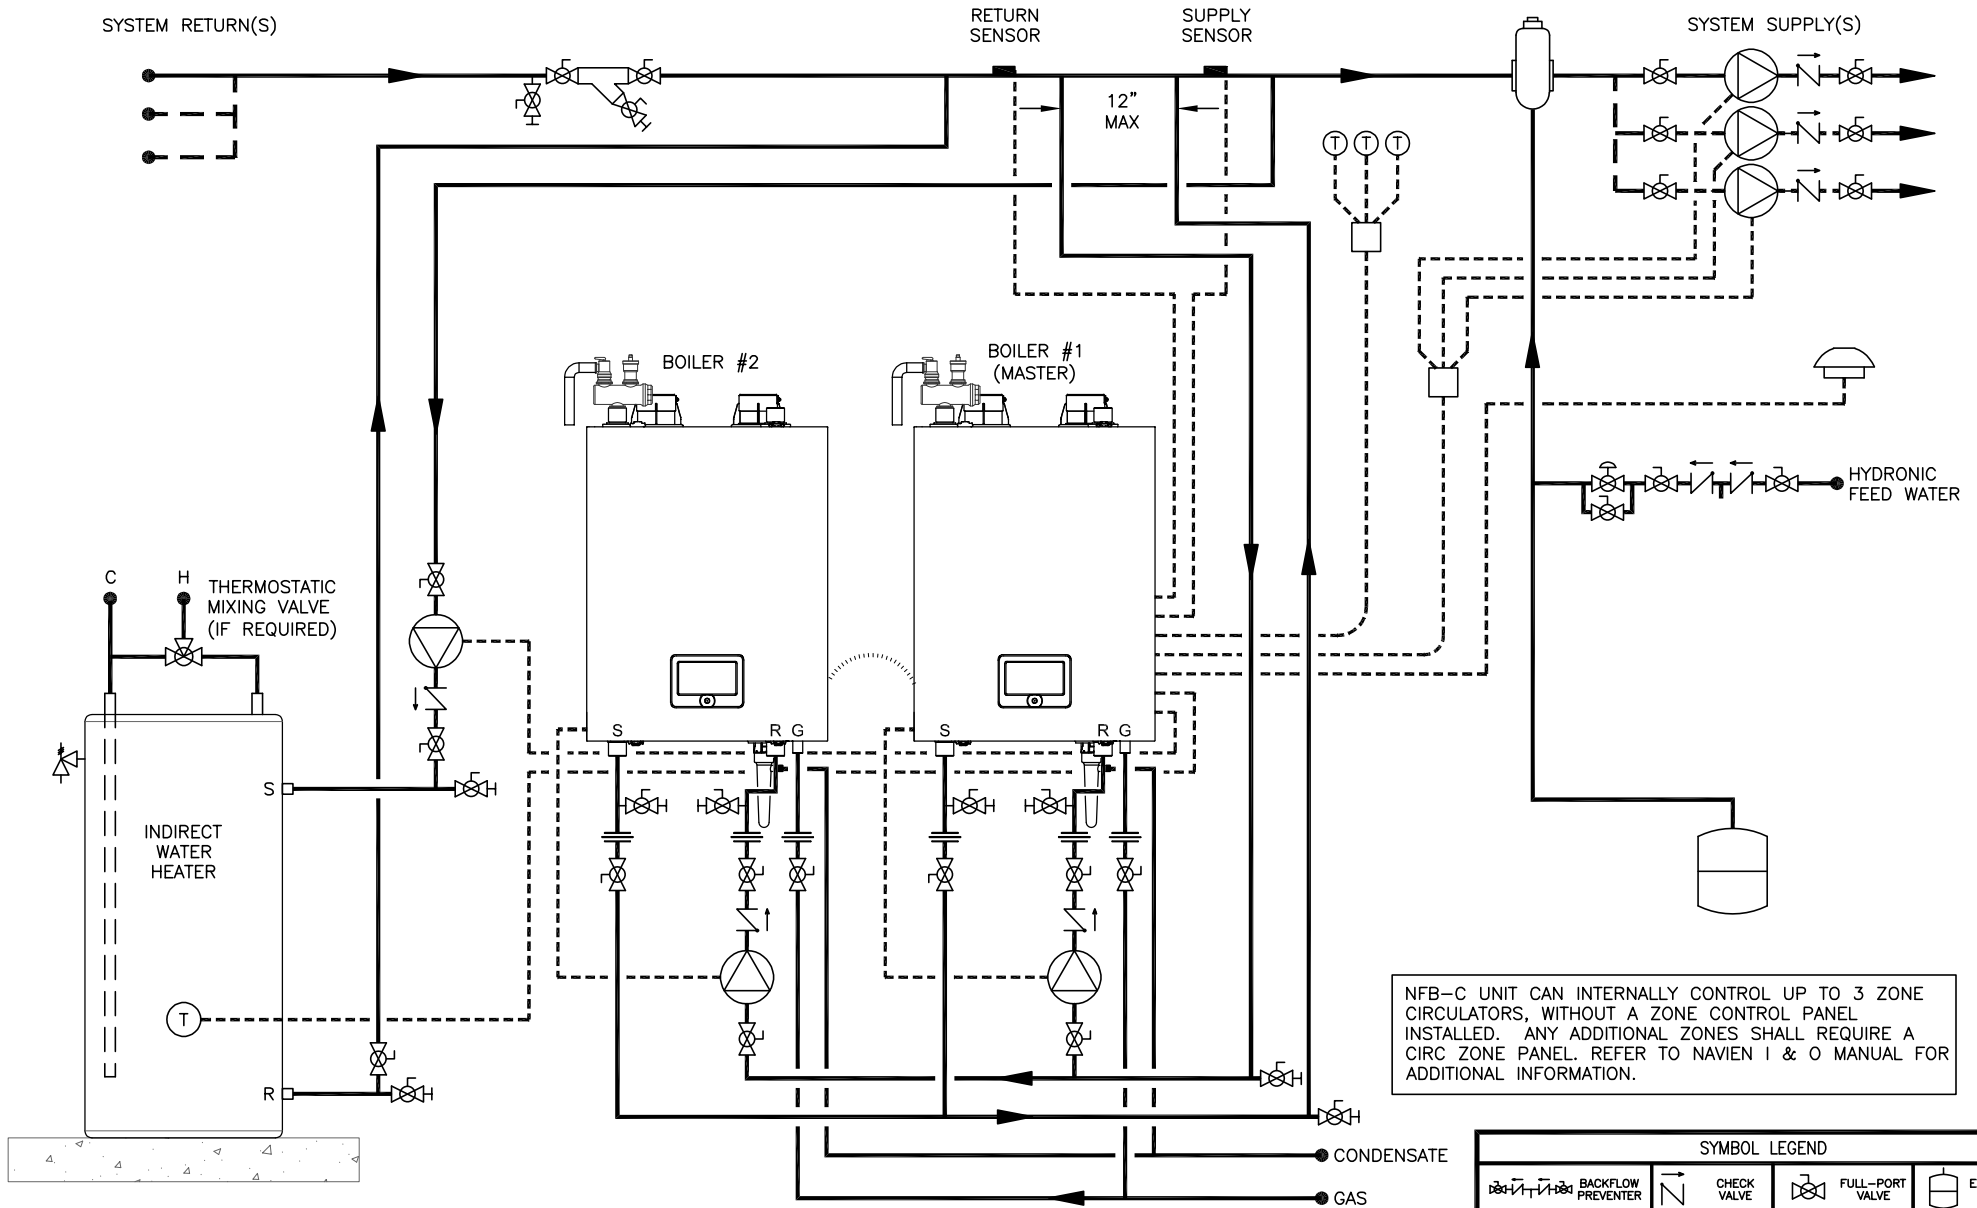 SYSTEM RETURN(S)
RETURN
SENSOR
SUPPLY
SENSOR
SYSTEM SUPPLY(S)
12"
MAX
T
T
T
BOILER #2
BOILER #1
(MASTER)
HYDRONIC
FEED WATER
C
H
THERMOSTATIC
MIXING VALVE
(IF REQUIRED)
S
R
G
S
R
G
S
INDIRECT
WATER
HEATER
T
R
NFB-C UNIT CAN INTERNALLY CONTROL UP TO 3 ZONE
CIRCULATORS, WITHOUT A ZONE CONTROL PANEL
INSTALLED. ANY ADDITIONAL ZONES SHALL REQUIRE A
CIRC ZONE PANEL. REFER TO NAVIEN I & O MANUAL FOR
ADDITIONAL INFORMATION.
CONDENSATE
GAS
SYMBOL LEGEND
BACKFLOW
PREVENTER
CHECK
VALVE
FULL-PORT
VALVE